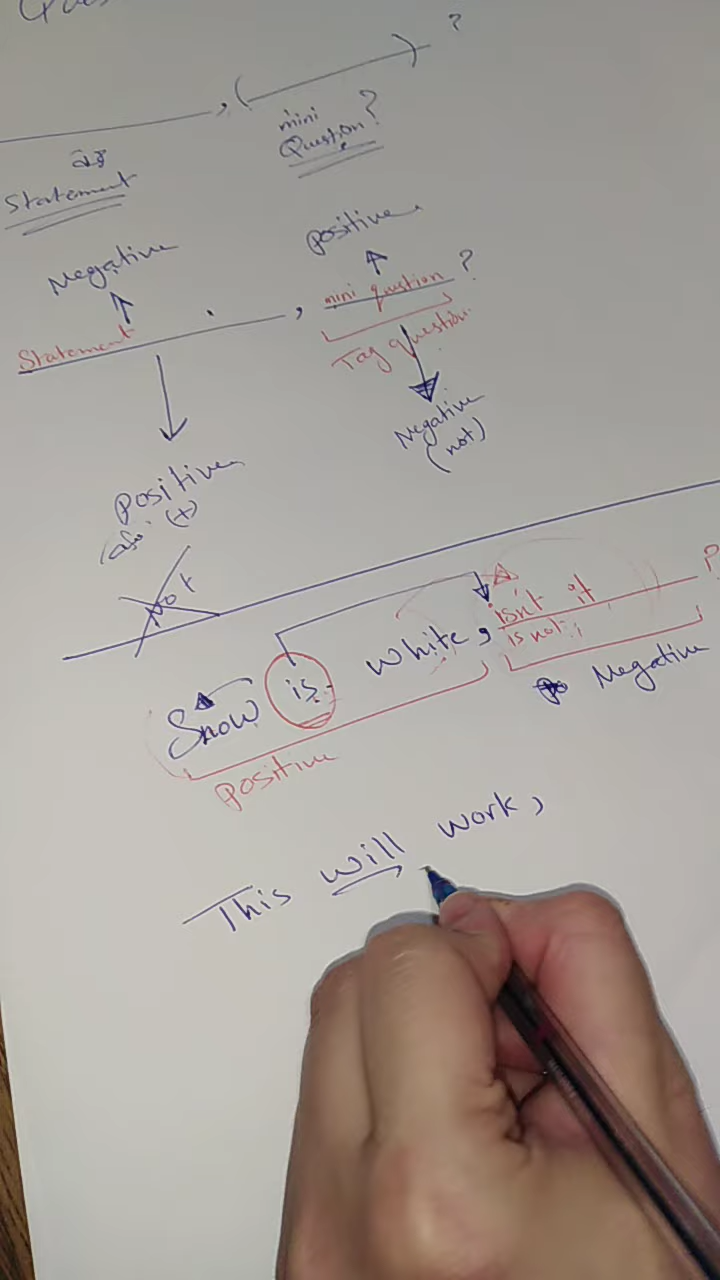 , ( ) ?
mini
Question?
Statement
Negative
positive
Statement . , mini question ?
Tag question
Positive
(+)
Negative
(not)
Not
Snow is white, isn't it ?
is not
positive
Negative
This will work,